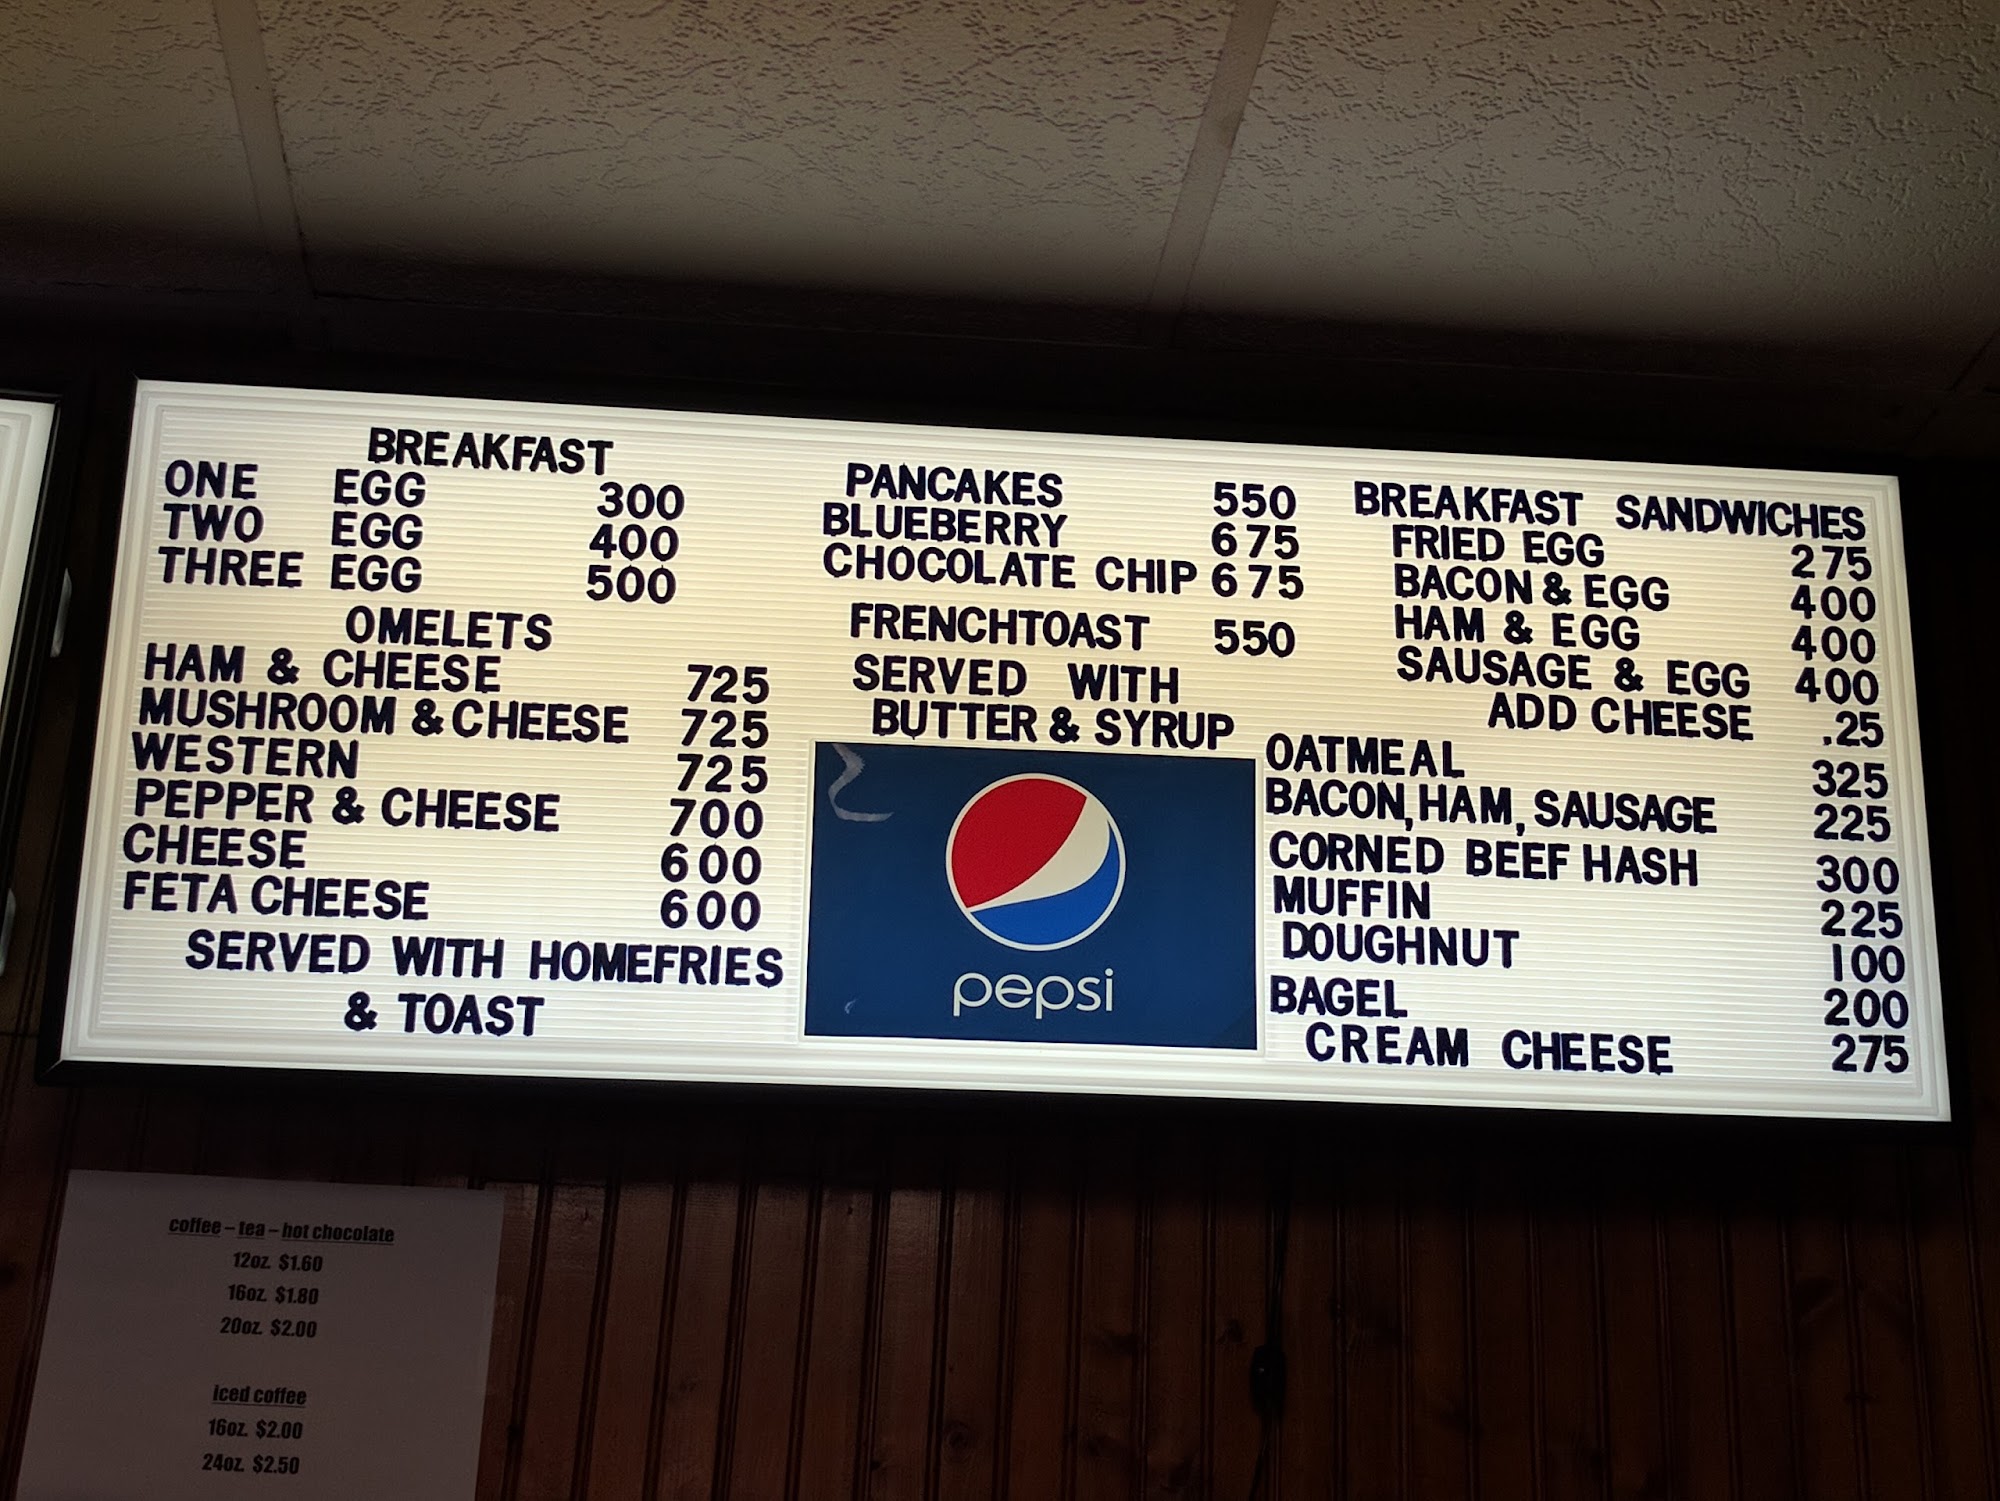 BREAKFAST
ONE EGG 300
TWO EGG 400
THREE EGG 500
OMELETS
HAM & CHEESE 725
MUSHROOM & CHEESE 725
WESTERN 725
PEPPER & CHEESE 700
CHEESE 600
FETA CHEESE 600
SERVED WITH HOMEFRIES
& TOAST
PANCAKES 550
BLUEBERRY 675
CHOCOLATE CHIP 675
FRENCHTOAST 550
SERVED WITH
BUTTER & SYRUP
pepsi
BREAKFAST SANDWICHES
FRIED EGG 275
BACON & EGG 400
HAM & EGG 400
SAUSAGE & EGG 400
ADD CHEESE .25
OATMEAL 325
BACON, HAM, SAUSAGE 225
CORNED BEEF HASH 300
MUFFIN 225
DOUGHNUT 100
BAGEL 200
CREAM CHEESE 275
coffee – tea – hot chocolate
12oz. $1.60
16oz. $1.80
20oz. $2.00
iced coffee
16oz. $2.00
24oz. $2.50